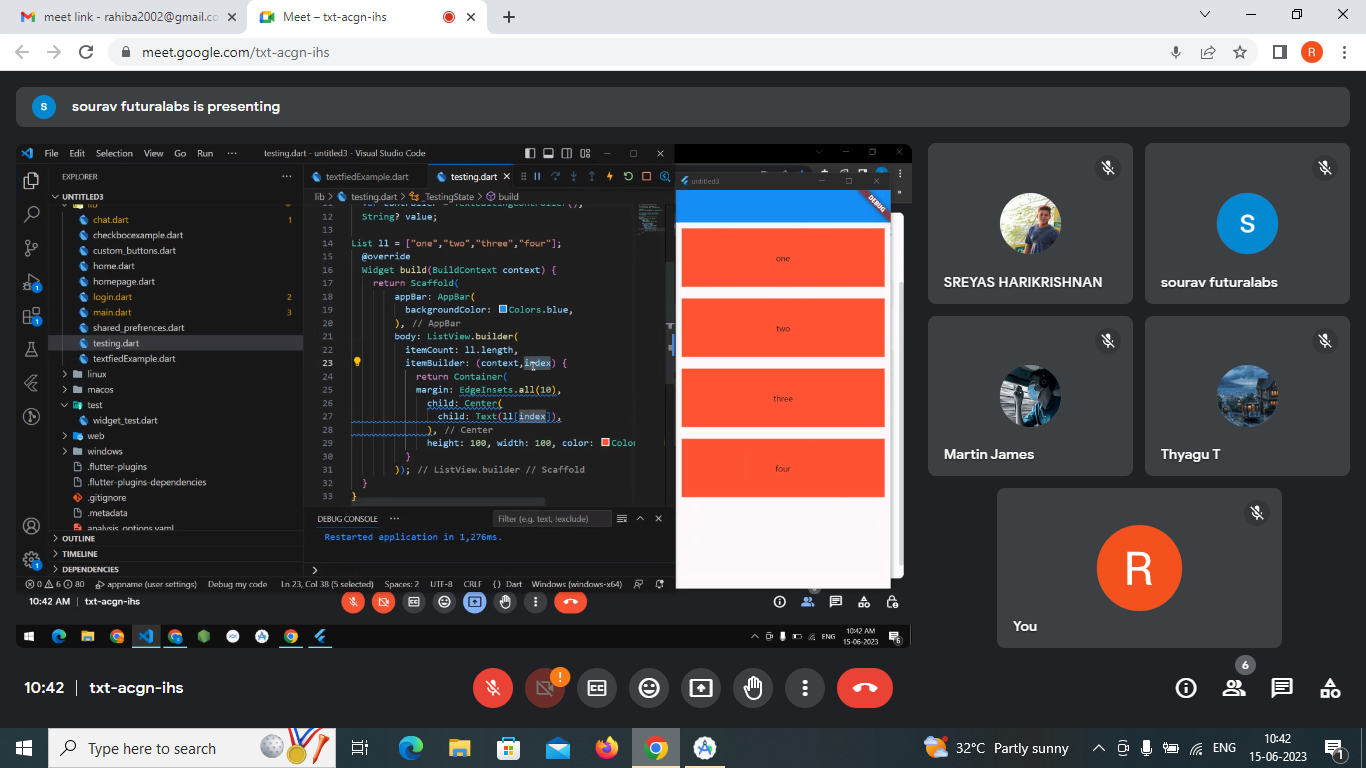 meet link - rahiba2002@gmail.co
Meet – txt-acgn-ihs
meet.google.com/txt-acgn-ihs
R
S
sourav futuralabs is presenting
File Edit Selection View Go Run ··· testing.dart - untitled3 - Visual Studio Code
EXPLORER
UNTITLED3
lib
chat.dart 1
checkbocexample.dart
custom_buttons.dart
home.dart
homepage.dart
login.dart 2
main.dart 3
shared_prefrences.dart
testing.dart
textfiedExample.dart
linux
macos
test
widget_test.dart
web
windows
.flutter-plugins
.flutter-plugins-dependencies
.gitignore
.metadata
analysis_options.yaml
OUTLINE
TIMELINE
DEPENDENCIES
textfiedExample.dart testing.dart
lib > testing.dart > _TestingState > build
var controller = TextEditingController();
12 String? value;
13
14 List ll = ["one","two","three","four"];
15 @override
16 Widget build(BuildContext context) {
17 return Scaffold(
18 appBar: AppBar(
19 backgroundColor: Colors.blue,
20 ), // AppBar
21 body: ListView.builder(
22 itemCount: ll.length,
23 itemBuilder: (context,index) {
24 return Container(
25 margin: EdgeInsets.all(10),
26 child: Center(
27 child: Text(ll[index]),
28 ), // Center
29 height: 100, width: 100, color: Colo
30 }
31 )); // ListView.builder // Scaffold
32 }
33 }
DEBUG CONSOLE ··· Filter (e.g. text, !exclude)
Restarted application in 1,276ms.
0 6 80 appname (user settings) Debug my code Ln 23, Col 38 (5 selected) Spaces: 2 UTF-8 CRLF {} Dart Windows (windows-x64)
untitled3
DEBUG
one
two
three
four
10:42 AM | txt-acgn-ihs
ENG
10:42 AM
15-06-2023
6
SREYAS HARIKRISHNAN
S
sourav futuralabs
Martin James
Thyagu T
R
You
10:42 | txt-acgn-ihs
6
Type here to search
32°C Partly sunny
ENG
10:42
15-06-2023
1